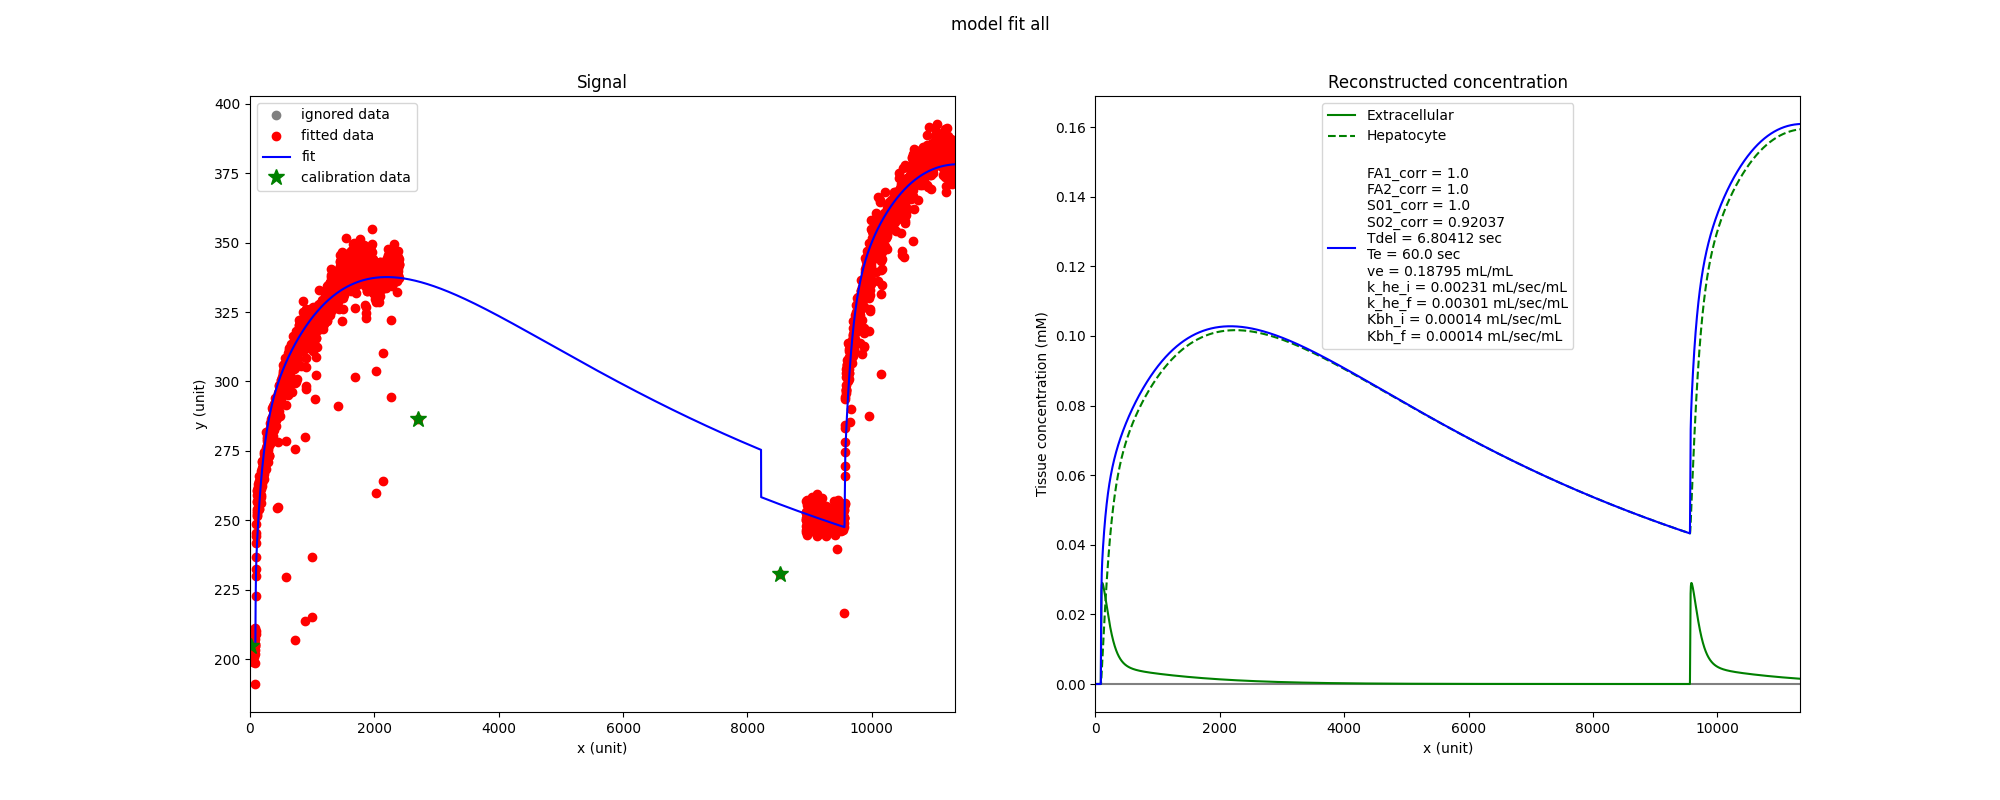 model fit all
Signal
400
375
350
325
300
275
250
225
200
y (unit)
0
2000
4000
6000
8000
10000
x (unit)
ignored data
fitted data
fit
calibration data
Reconstructed concentration
0.16
0.14
0.12
0.10
0.08
0.06
0.04
0.02
0.00
Tissue concentration (mM)
0
2000
4000
6000
8000
10000
x (unit)
Extracellular
Hepatocyte
FA1_corr = 1.0
FA2_corr = 1.0
S01_corr = 1.0
S02_corr = 0.92037
Tdel = 6.80412 sec
Te = 60.0 sec
ve = 0.18795 mL/mL
k_he_i = 0.00231 mL/sec/mL
k_he_f = 0.00301 mL/sec/mL
Kbh_i = 0.00014 mL/sec/mL
Kbh_f = 0.00014 mL/sec/mL